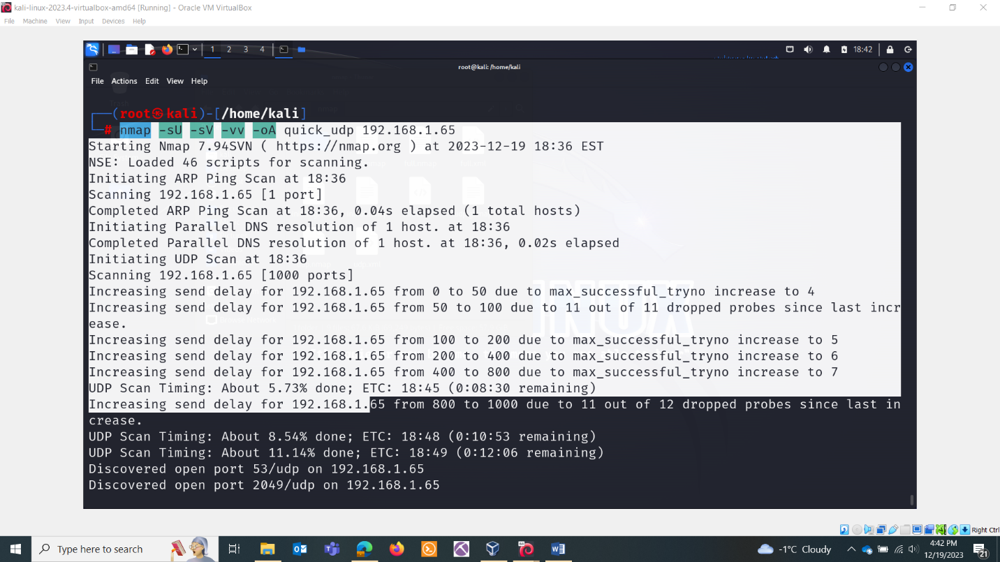 kali-linux-2023.4-virtualbox-amd64 [Running] - Oracle VM VirtualBox
File Machine View Input Devices Help
1 2 3 4
18:42
root@kali: /home/kali
File Actions Edit View Help
(root㉿kali)-[/home/kali]
# nmap -sU -sV -vv -oA quick_udp 192.168.1.65
Starting Nmap 7.94SVN ( https://nmap.org ) at 2023-12-19 18:36 EST
NSE: Loaded 46 scripts for scanning.
Initiating ARP Ping Scan at 18:36
Scanning 192.168.1.65 [1 port]
Completed ARP Ping Scan at 18:36, 0.04s elapsed (1 total hosts)
Initiating Parallel DNS resolution of 1 host. at 18:36
Completed Parallel DNS resolution of 1 host. at 18:36, 0.02s elapsed
Initiating UDP Scan at 18:36
Scanning 192.168.1.65 [1000 ports]
Increasing send delay for 192.168.1.65 from 0 to 50 due to max_successful_tryno increase to 4
Increasing send delay for 192.168.1.65 from 50 to 100 due to 11 out of 11 dropped probes since last incr
ease.
Increasing send delay for 192.168.1.65 from 100 to 200 due to max_successful_tryno increase to 5
Increasing send delay for 192.168.1.65 from 200 to 400 due to max_successful_tryno increase to 6
Increasing send delay for 192.168.1.65 from 400 to 800 due to max_successful_tryno increase to 7
UDP Scan Timing: About 5.73% done; ETC: 18:45 (0:08:30 remaining)
Increasing send delay for 192.168.1.65 from 800 to 1000 due to 11 out of 12 dropped probes since last in
crease.
UDP Scan Timing: About 8.54% done; ETC: 18:48 (0:10:53 remaining)
UDP Scan Timing: About 11.14% done; ETC: 18:49 (0:12:06 remaining)
Discovered open port 53/udp on 192.168.1.65
Discovered open port 2049/udp on 192.168.1.65
Right Ctrl
Type here to search
-1°C Cloudy
4:42 PM
12/19/2023
21